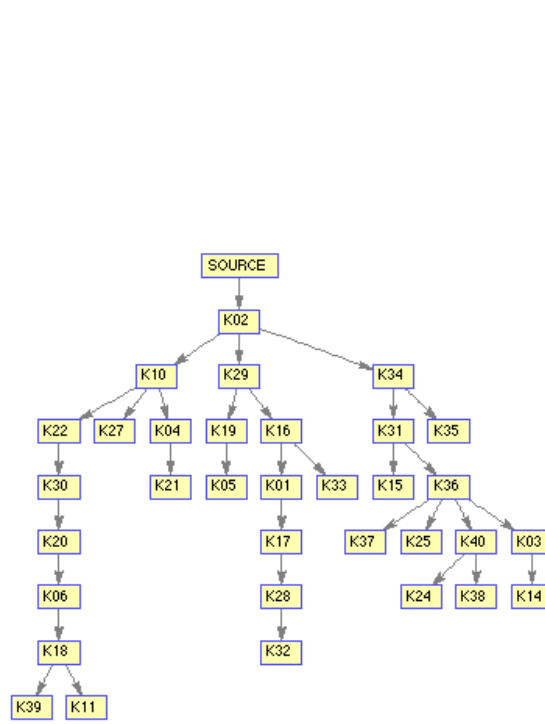 SOURCE
K02
K10 K29 K34
K22 K27 K04 K19 K16 K31 K35
K30 K21 K05 K01 K33 K15 K36
K20 K17 K37 K25 K40 K03
K06 K28 K24 K38 K14
K18 K32
K39 K11